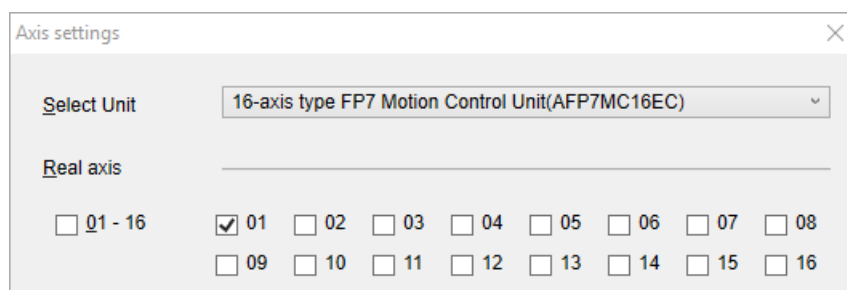 Axis settings
Select Unit 16-axis type FP7 Motion Control Unit(AFP7MC16EC)
Real axis
01 - 16 01 02 03 04 05 06 07 08
09 10 11 12 13 14 15 16